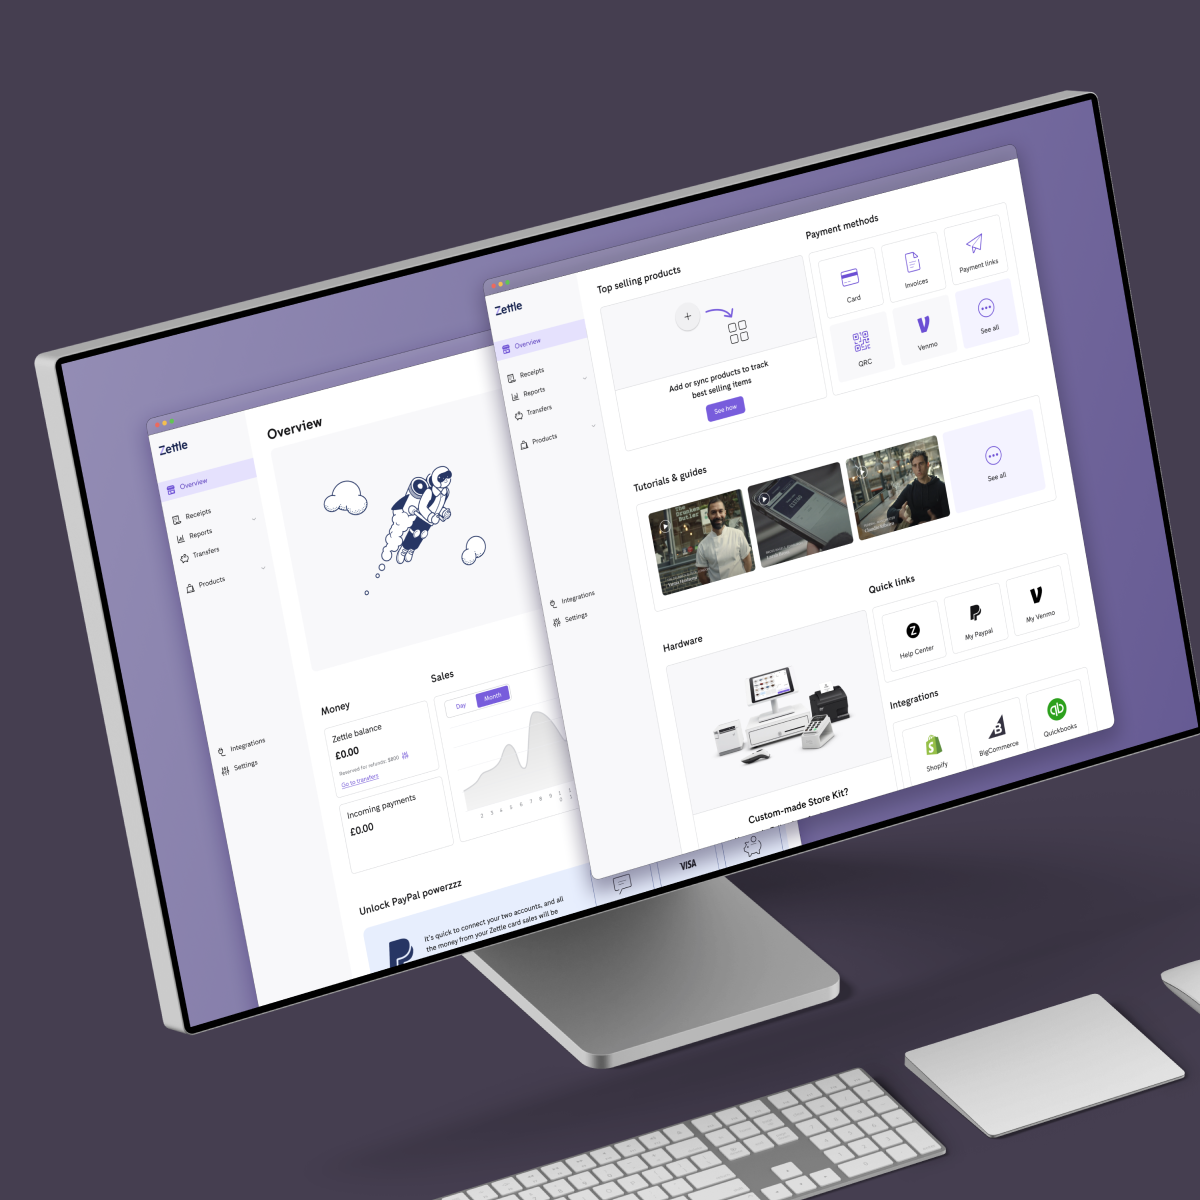 Zettle
Overview
Receipts
Reports
Transfers
Products
Integrations
Settings
Overview
Money
Zettle balance
£0.00
Reserved for refunds: $800
Go to transfers
Incoming payments
£0.00
Sales
Day
Month
2 3 4 5 6 7 8 9
Unlock PayPal powerzzz
It's quick to connect your two accounts, and all
the money from your Zettle card sales will be
VISA
Zettle
Overview
Receipts
Reports
Transfers
Products
Integrations
Settings
Top selling products
Add or sync products to track
best selling items
See how
Payment methods
Card
Invoices
Payment links
QRC
Venmo
See all
Tutorials & guides
See all
Hardware
Custom-made Store Kit?
Quick links
Help Center
My Paypal
My Venmo
Integrations
Shopify
BigCommerce
Quickbooks